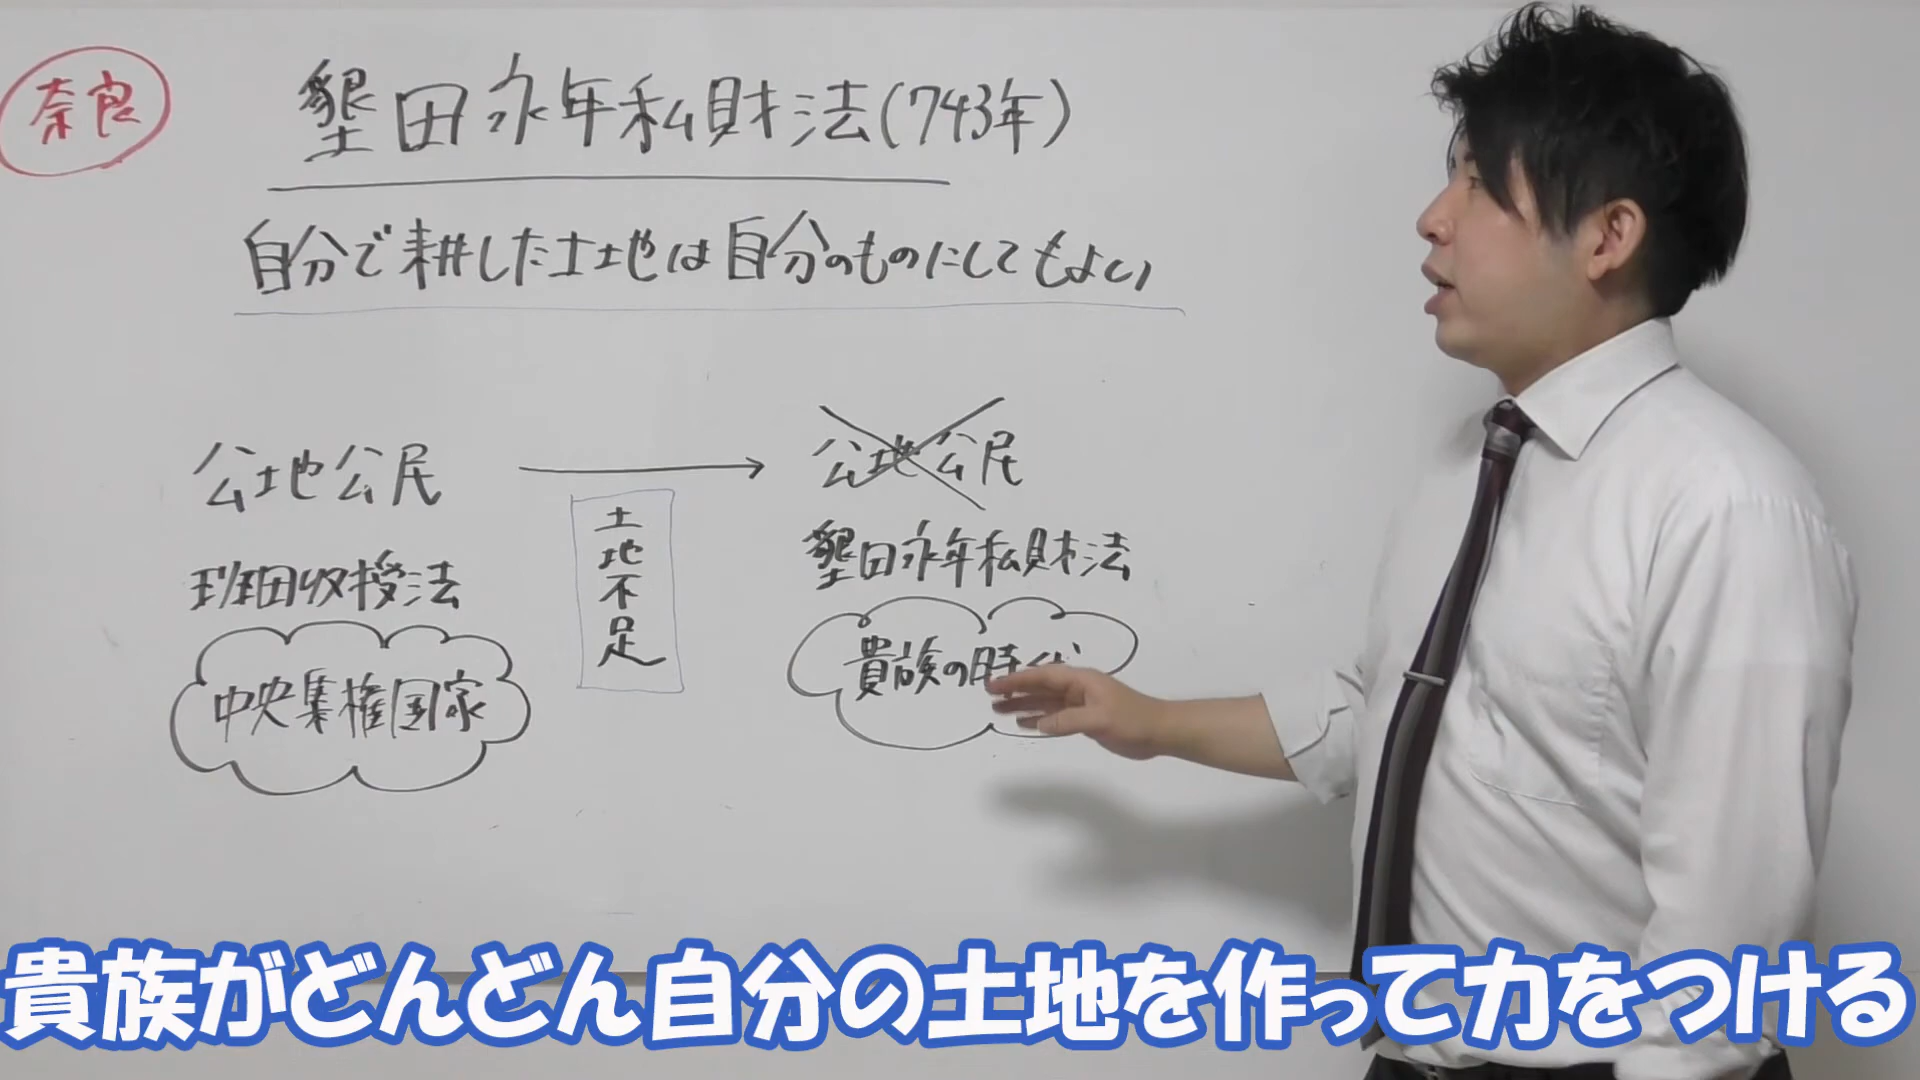 奈良
墾田永年私財法(743年)
自分で耕した土地は自分のものにしてもよい
公地公民
班田収授法
中央集権国家
土地不足
公地公民
墾田永年私財法
貴族の時代
貴族がどんどん自分の土地を作って力をつける